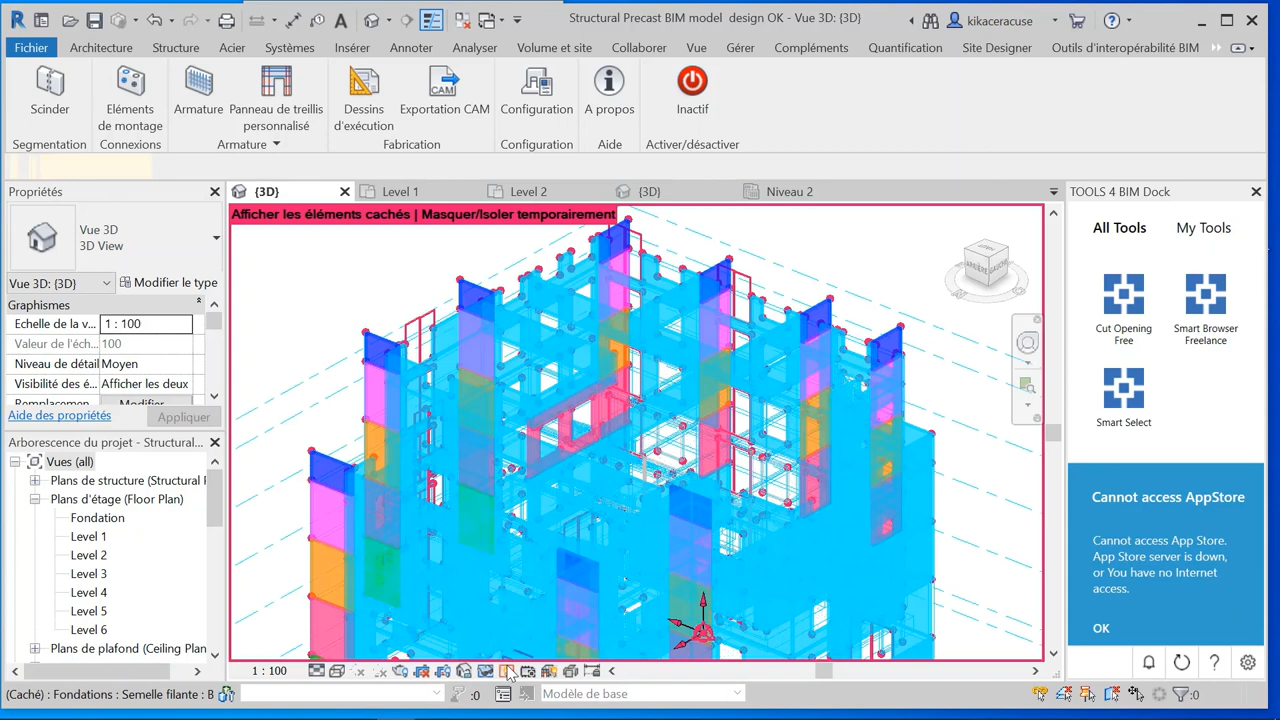 Structural Precast BIM model design OK - Vue 3D: {3D}
kikaceracuse
Fichier Architecture Structure Acier Systèmes Insérer Annoter Analyser Volume et site Collaborer Vue Gérer Compléments Quantification Site Designer Outils d'interopérabilité BIM
Scinder
Eléments de montage
Armature
Panneau de treillis personnalisé
Dessins d'exécution
Exportation CAM
Configuration
A propos
Inactif
Segmentation Connexions Armature Fabrication Configuration Aide Activer/désactiver
Propriétés
{3D} Level 1 Level 2 {3D} Niveau 2
TOOLS 4 BIM Dock
Afficher les éléments cachés | Masquer/Isoler temporairement
Vue 3D
3D View
Vue 3D: {3D} Modifier le type
Graphismes
Echelle de la v... 1 : 100
Valeur de l'éch... 100
Niveau de détail Moyen
Visibilité des é... Afficher les deux
Remplacemen... Modifier...
Aide des propriétés Appliquer
Arborescence du projet - Structural...
Vues (all)
Plans de structure (Structural P
Plans d'étage (Floor Plan)
Fondation
Level 1
Level 2
Level 3
Level 4
Level 5
Level 6
Plans de plafond (Ceiling Plan
ARRIÈRE GAUCHE
All Tools My Tools
Cut Opening Free
Smart Browser Freelance
Smart Select
Cannot access AppStore
Cannot access App Store.
App Store server is down,
or You have no Internet
access.
OK
1 : 100
(Caché) : Fondations : Semelle filante : B
:0
Modèle de base
:0